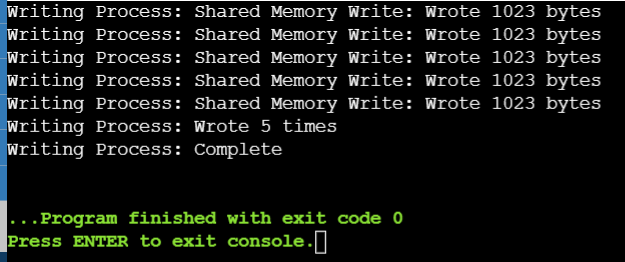 Writing Process: Shared Memory Write: Wrote 1023 bytes
Writing Process: Shared Memory Write: Wrote 1023 bytes
Writing Process: Shared Memory Write: Wrote 1023 bytes
Writing Process: Shared Memory Write: Wrote 1023 bytes
Writing Process: Shared Memory Write: Wrote 1023 bytes
Writing Process: Wrote 5 times
Writing Process: Complete
...Program finished with exit code 0
Press ENTER to exit console.